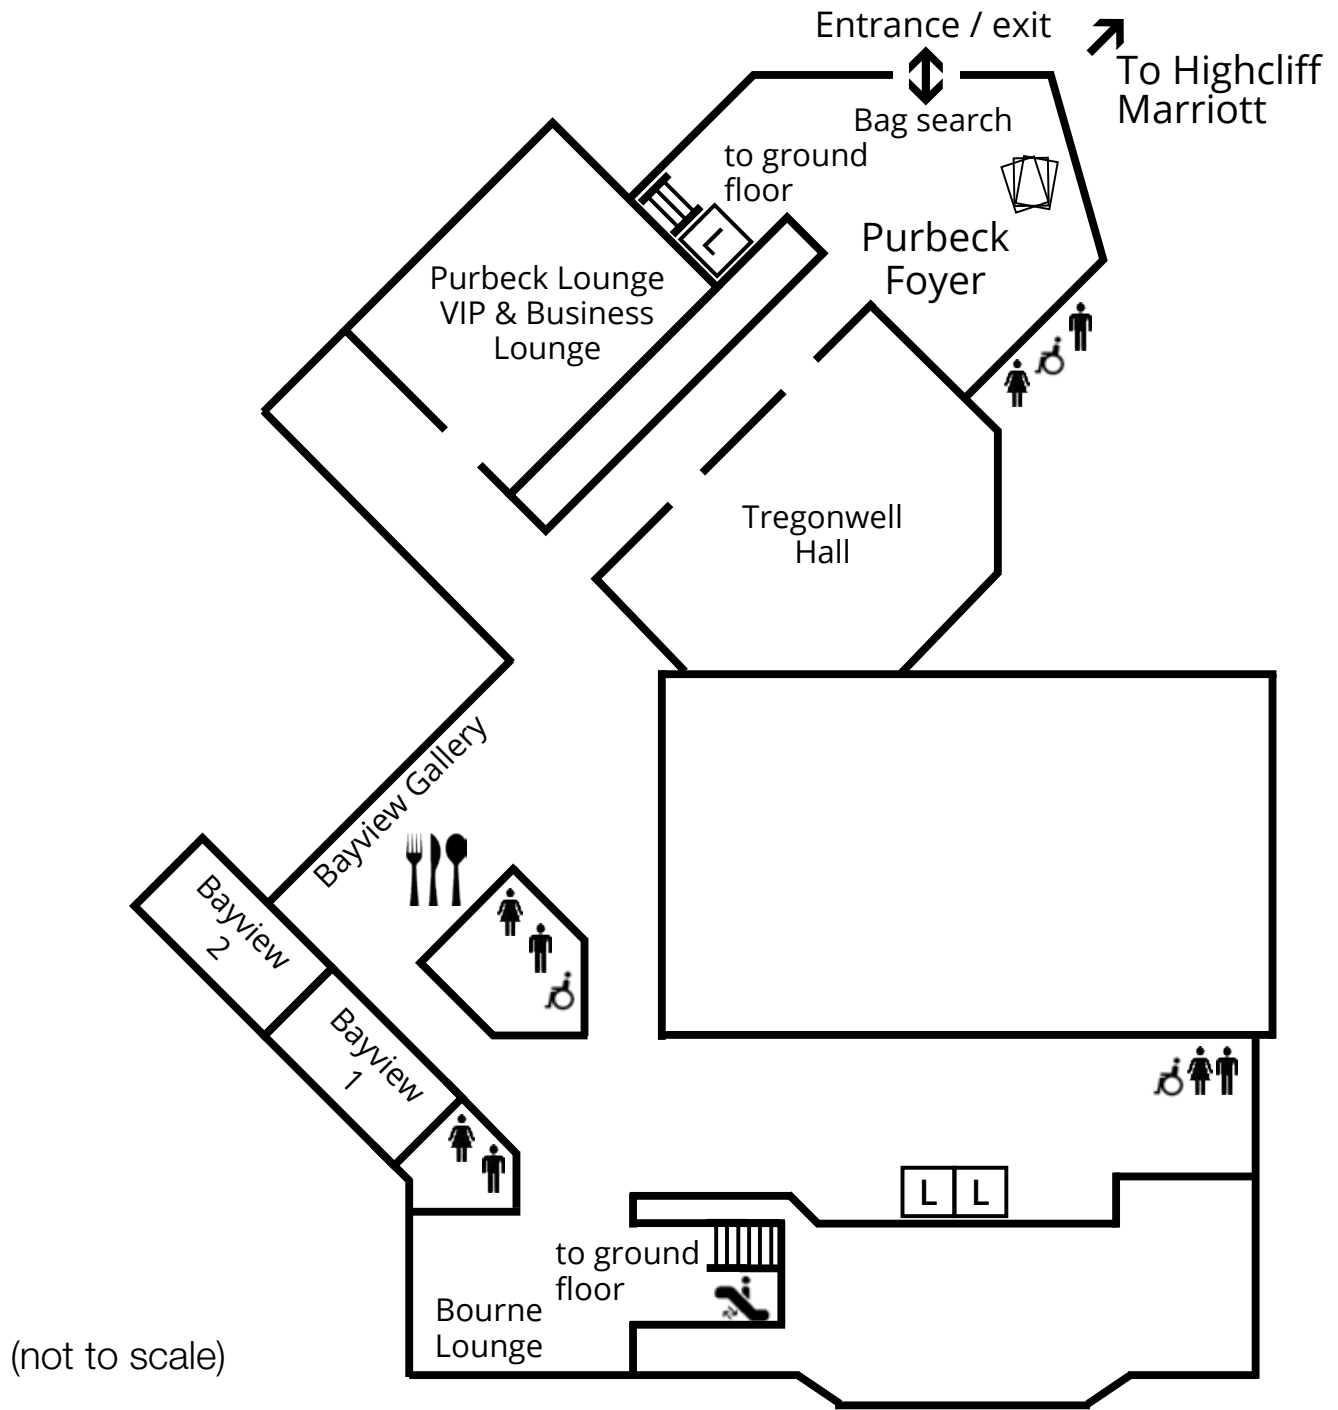 Entrance / exit
To Highcliff
Marriott
Bag search
to ground
floor
L
Purbeck
Foyer
Purbeck Lounge
VIP & Business
Lounge
Tregonwell
Hall
Bayview Gallery
Bayview
2
Bayview
1
L L
to ground
floor
Bourne
Lounge
(not to scale)